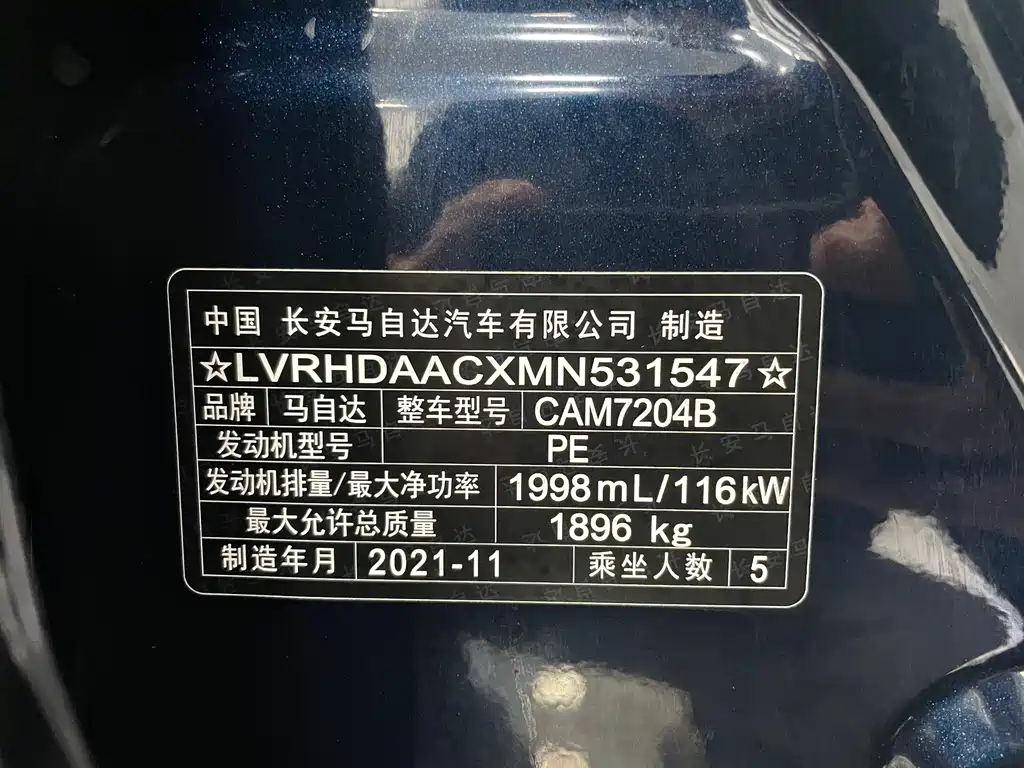 中国 长安马自达汽车有限公司 制造
☆LVRHDAACXMN531547☆
品牌 马自达 整车型号 CAM7204B
发动机型号 PE
发动机排量/最大净功率 1998mL/116kW
最大允许总质量 1896 kg
制造年月 2021-11 乘坐人数 5